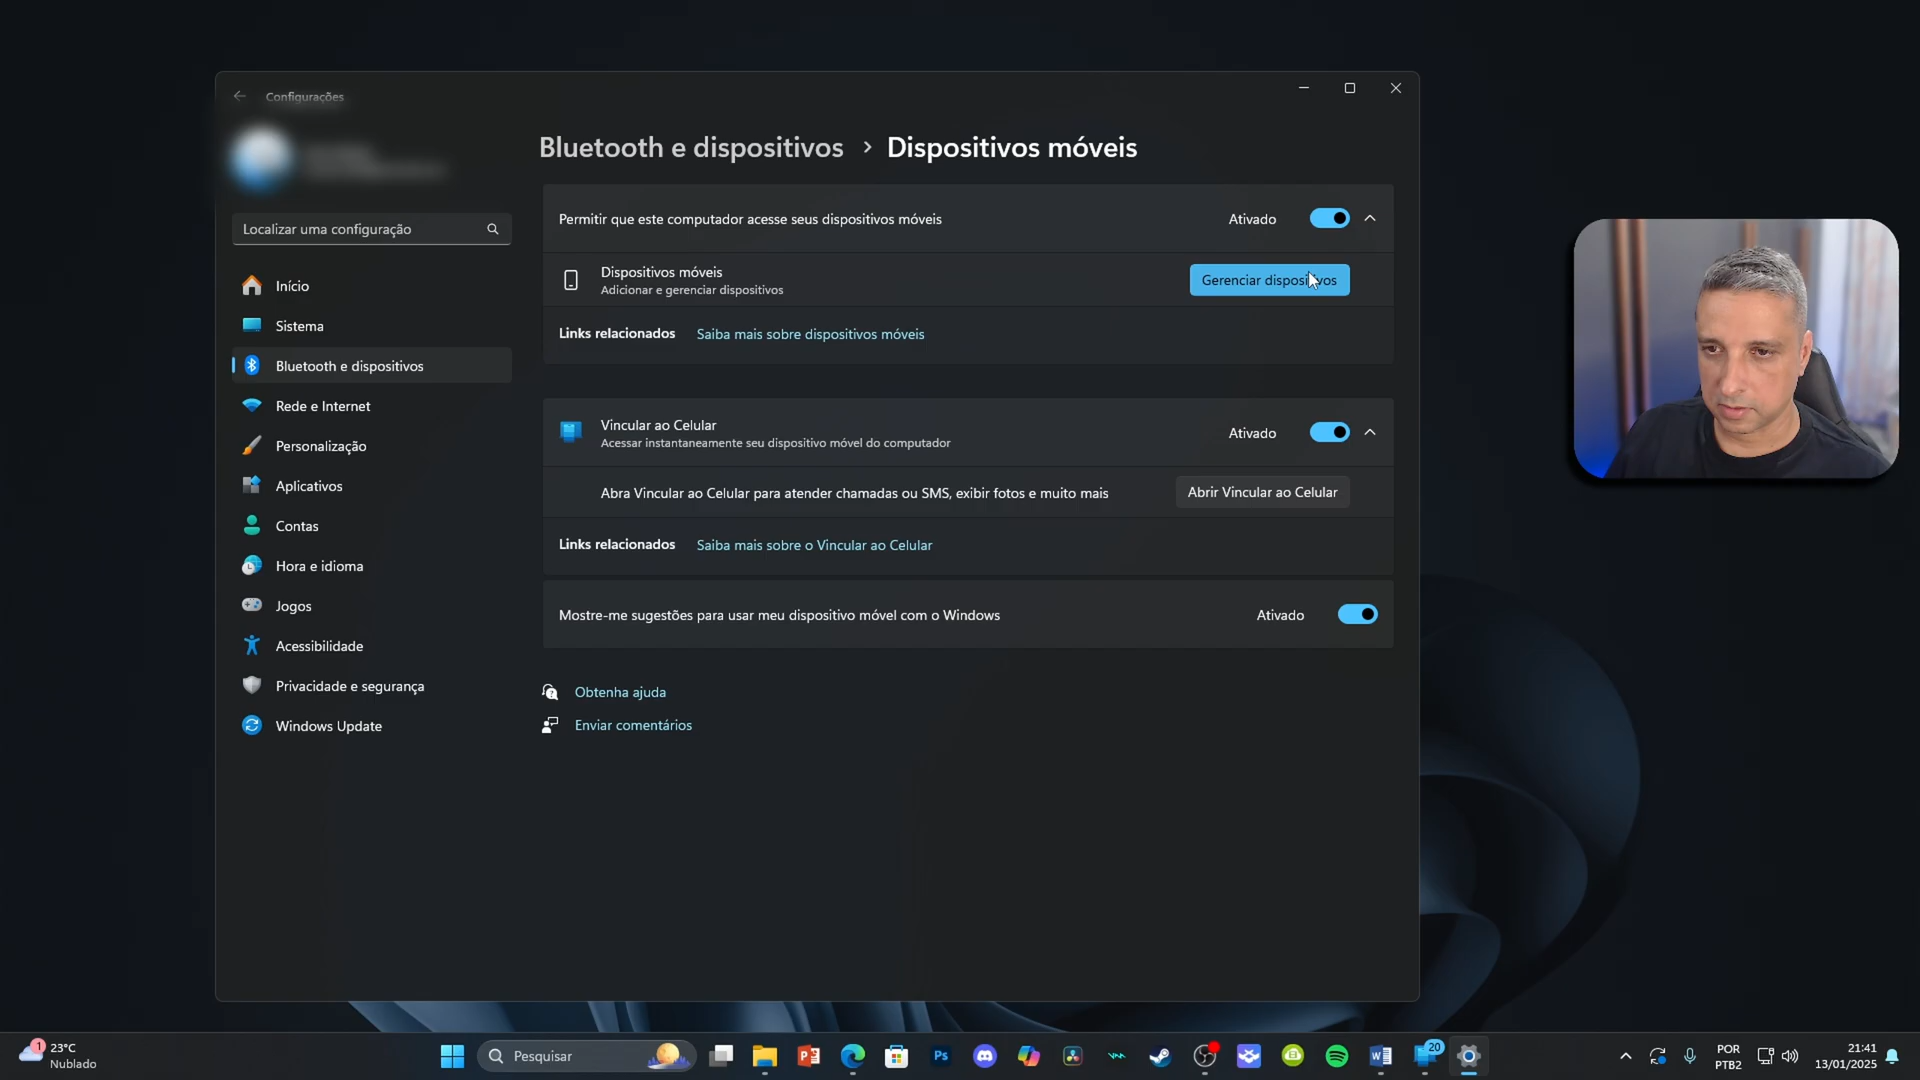 Configurações
Bluetooth e dispositivos > Dispositivos móveis
Localizar uma configuração
Início
Sistema
Bluetooth e dispositivos
Rede e Internet
Personalização
Aplicativos
Contas
Hora e idioma
Jogos
Acessibilidade
Privacidade e segurança
Windows Update
Permitir que este computador acesse seus dispositivos móveis
Ativado
Dispositivos móveis
Adicionar e gerenciar dispositivos
Gerenciar dispositivos
Links relacionados Saiba mais sobre dispositivos móveis
Vincular ao Celular
Acessar instantaneamente seu dispositivo móvel do computador
Ativado
Abra Vincular ao Celular para atender chamadas ou SMS, exibir fotos e muito mais
Abrir Vincular ao Celular
Links relacionados Saiba mais sobre o Vincular ao Celular
Mostre-me sugestões para usar meu dispositivo móvel com o Windows
Ativado
Obtenha ajuda
Enviar comentários
1
23°C
Nublado
Pesquisar
Ps
20
POR
PTB2
21:41
13/01/2025